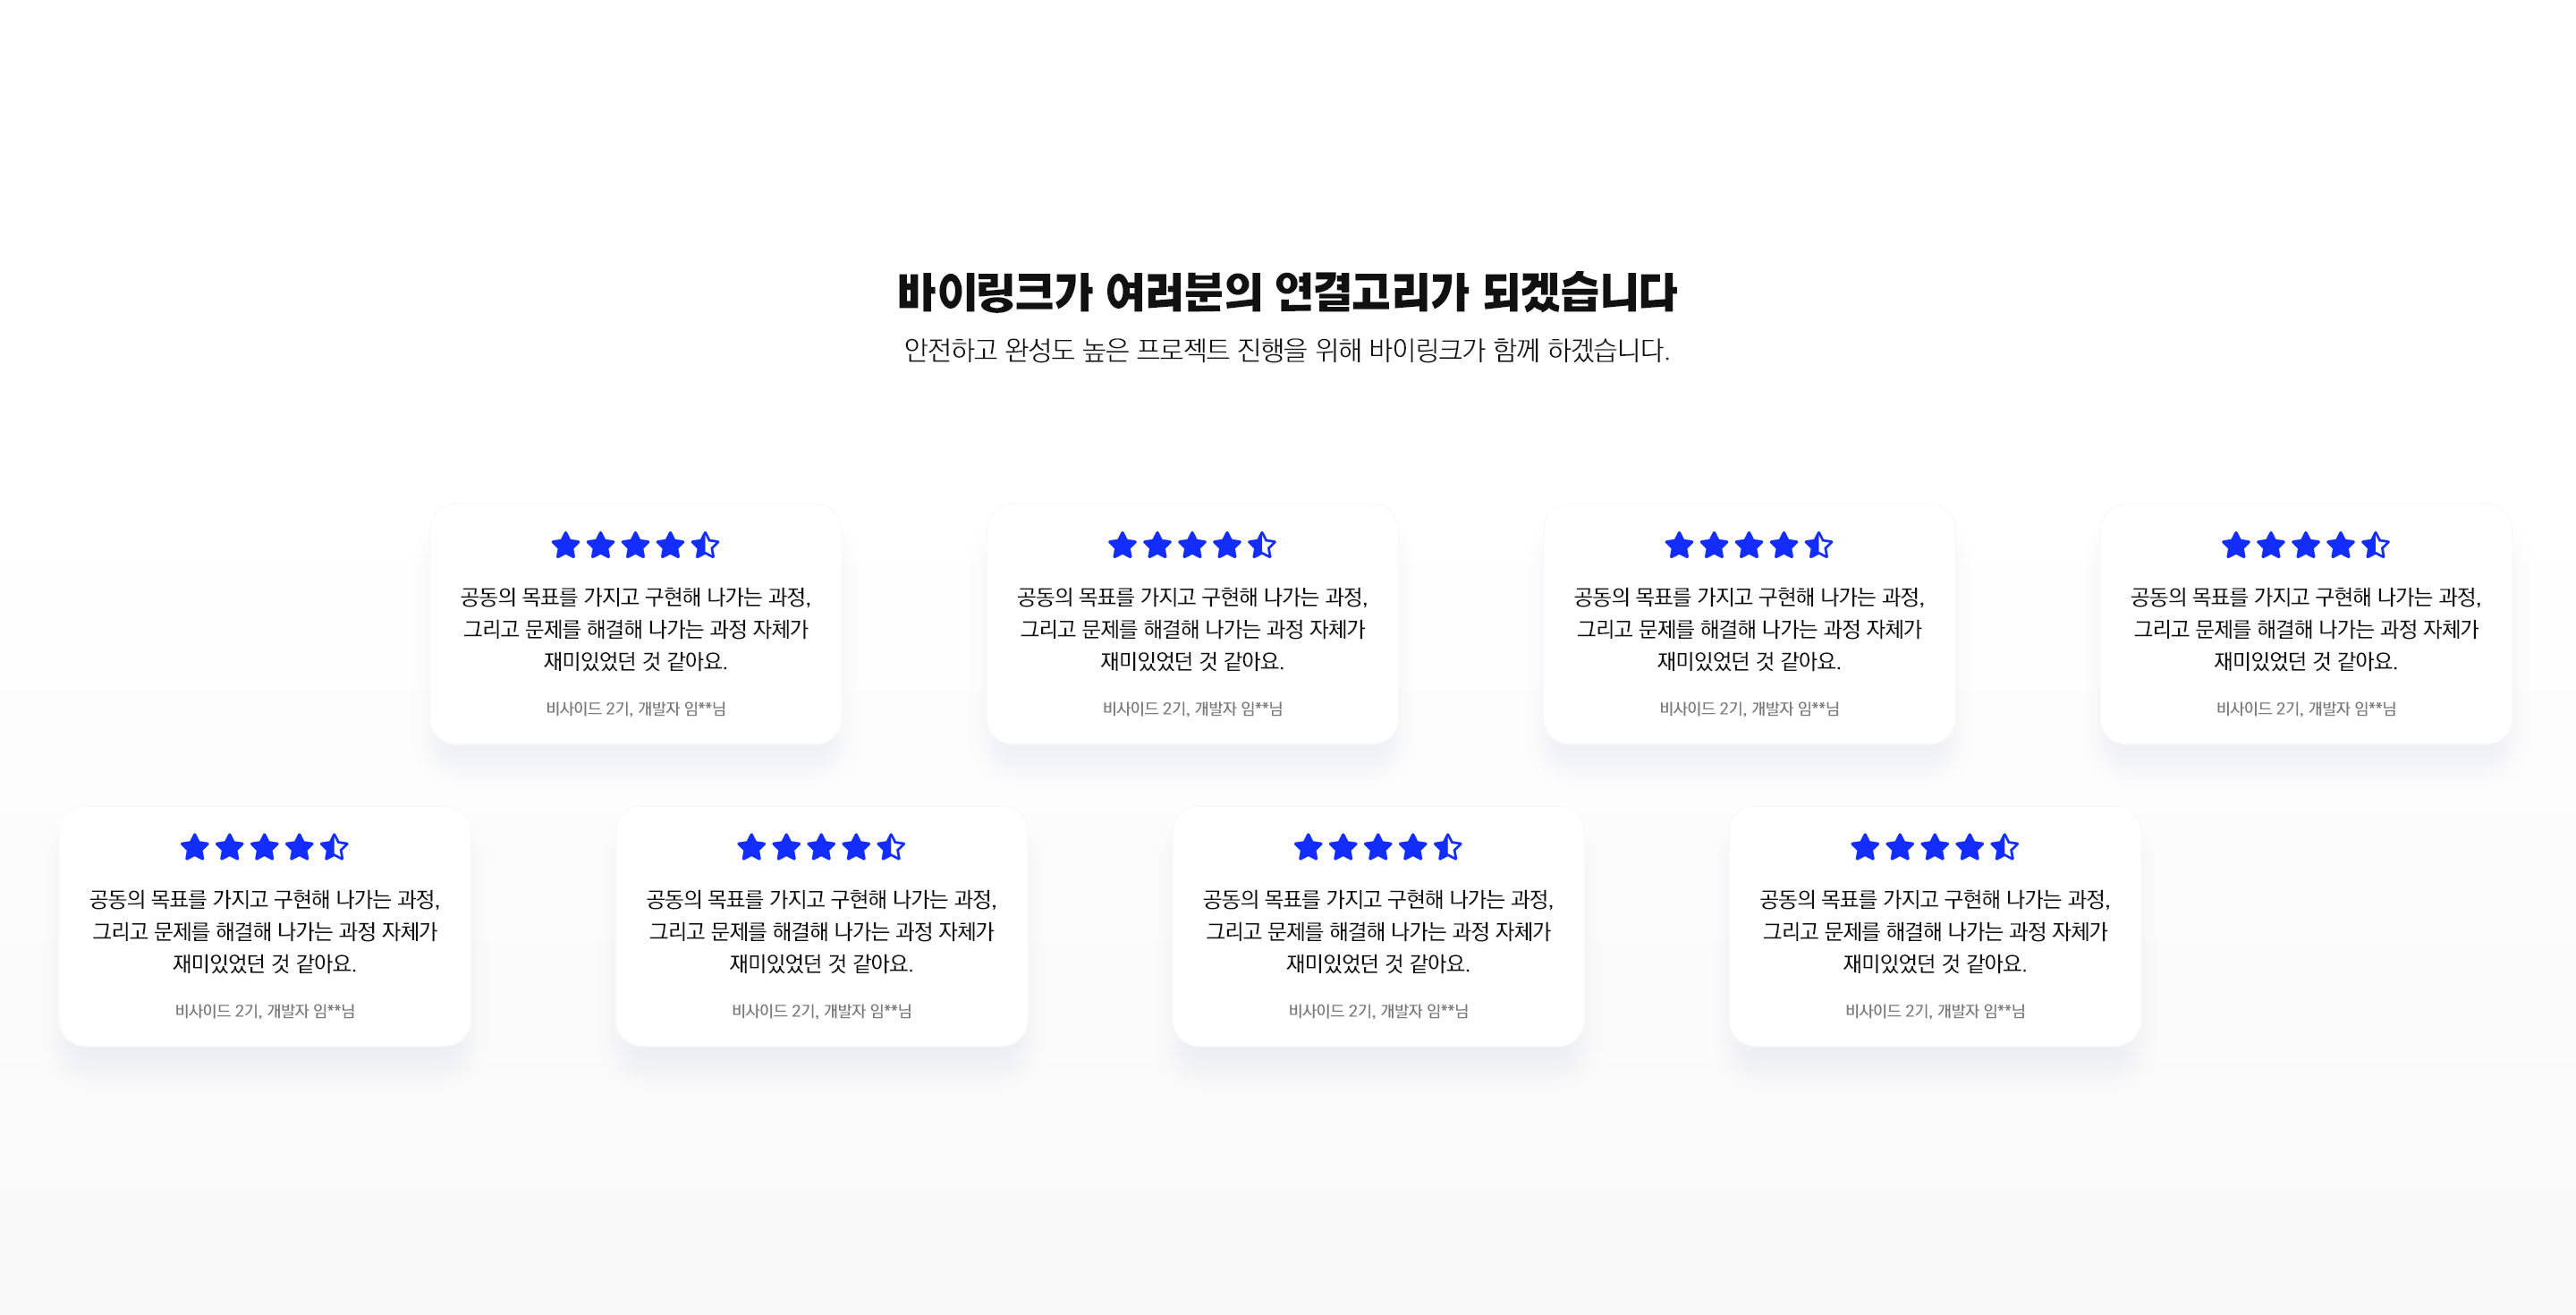 바이링크가 여러분의 연결고리가 되겠습니다
안전하고 완성도 높은 프로젝트 진행을 위해 바이링크가 함께 하겠습니다.
공동의 목표를 가지고 구현해 나가는 과정,
그리고 문제를 해결해 나가는 과정 자체가
재미있었던 것 같아요.
비사이드 2기, 개발자 임**님
공동의 목표를 가지고 구현해 나가는 과정,
그리고 문제를 해결해 나가는 과정 자체가
재미있었던 것 같아요.
비사이드 2기, 개발자 임**님
공동의 목표를 가지고 구현해 나가는 과정,
그리고 문제를 해결해 나가는 과정 자체가
재미있었던 것 같아요.
비사이드 2기, 개발자 임**님
공동의 목표를 가지고 구현해 나가는 과정,
그리고 문제를 해결해 나가는 과정 자체가
재미있었던 것 같아요.
비사이드 2기, 개발자 임**님
공동의 목표를 가지고 구현해 나가는 과정,
그리고 문제를 해결해 나가는 과정 자체가
재미있었던 것 같아요.
비사이드 2기, 개발자 임**님
공동의 목표를 가지고 구현해 나가는 과정,
그리고 문제를 해결해 나가는 과정 자체가
재미있었던 것 같아요.
비사이드 2기, 개발자 임**님
공동의 목표를 가지고 구현해 나가는 과정,
그리고 문제를 해결해 나가는 과정 자체가
재미있었던 것 같아요.
비사이드 2기, 개발자 임**님
공동의 목표를 가지고 구현해 나가는 과정,
그리고 문제를 해결해 나가는 과정 자체가
재미있었던 것 같아요.
비사이드 2기, 개발자 임**님